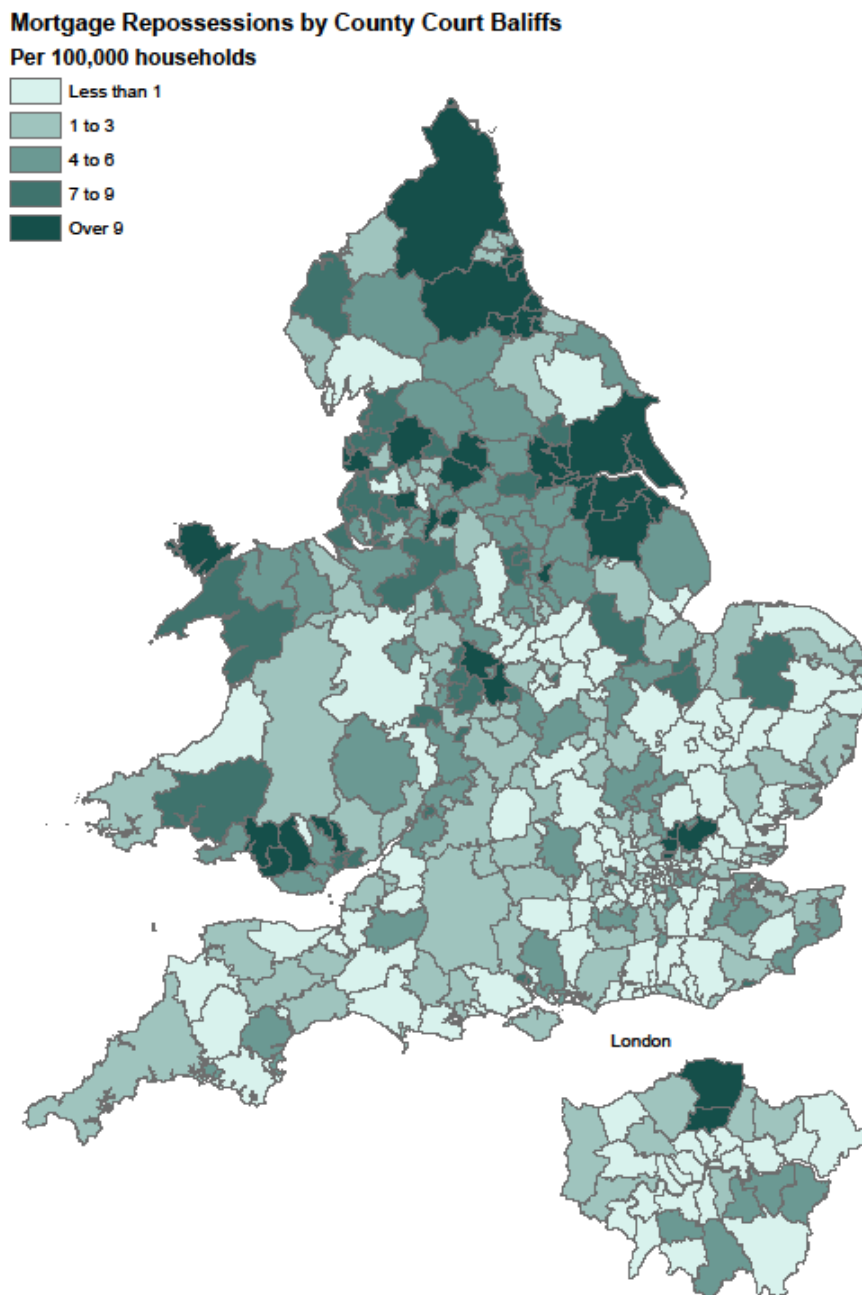 Mortgage Repossessions by County Court Baliffs
Per 100,000 households
Less than 1
1 to 3
4 to 6
7 to 9
Over 9
London